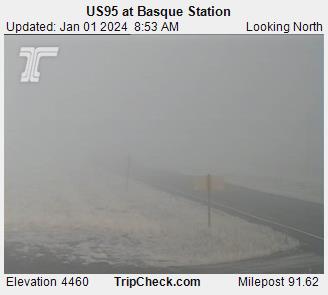 US95 at Basque Station
Updated: Jan 01 2024 8:53 AM Looking North
Elevation 4460 TripCheck.com Milepost 91.62